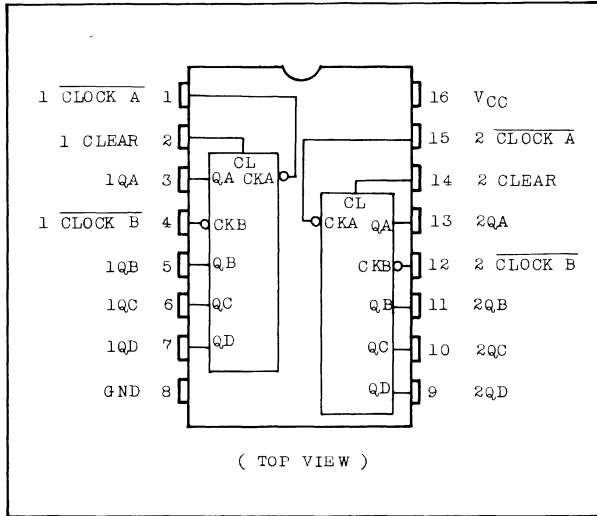 1 CLOCK A 1
1 CLEAR 2
1QA 3
1 CLOCK B 4
1QB 5
1QC 6
1QD 7
GND 8
CL
QA CKA
CKB
QB
QC
QD
CL
CKA QA
CKB
QB
QC
QD
16 VCC
15 2 CLOCK A
14 2 CLEAR
13 2QA
12 2 CLOCK B
11 2QB
10 2QC
9 2QD
( TOP VIEW )